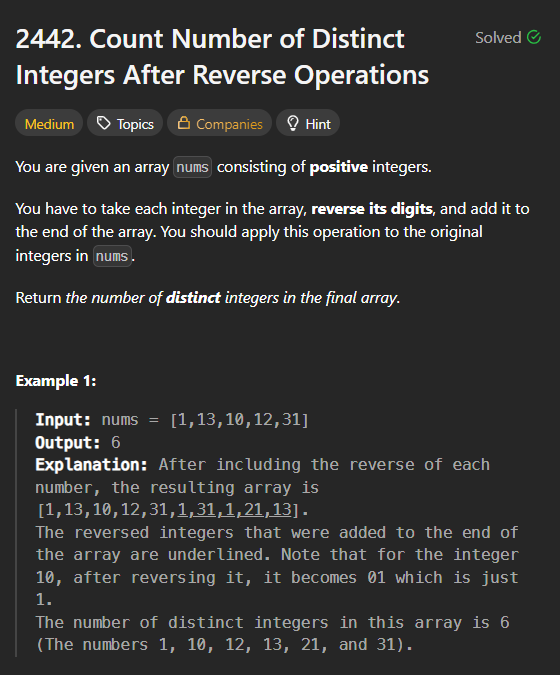 2442. Count Number of Distinct
Solved
Integers After Reverse Operations
Medium Topics Companies Hint
You are given an array nums consisting of positive integers.
You have to take each integer in the array, reverse its digits, and add it to
the end of the array. You should apply this operation to the original
integers in nums.
Return the number of distinct integers in the final array.
Example 1:
Input: nums = [1,13,10,12,31]
Output: 6
Explanation: After including the reverse of each
number, the resulting array is
[1,13,10,12,31,1,31,1,21,13].
The reversed integers that were added to the end of
the array are underlined. Note that for the integer
10, after reversing it, it becomes 01 which is just
1.
The number of distinct integers in this array is 6
(The numbers 1, 10, 12, 13, 21, and 31).